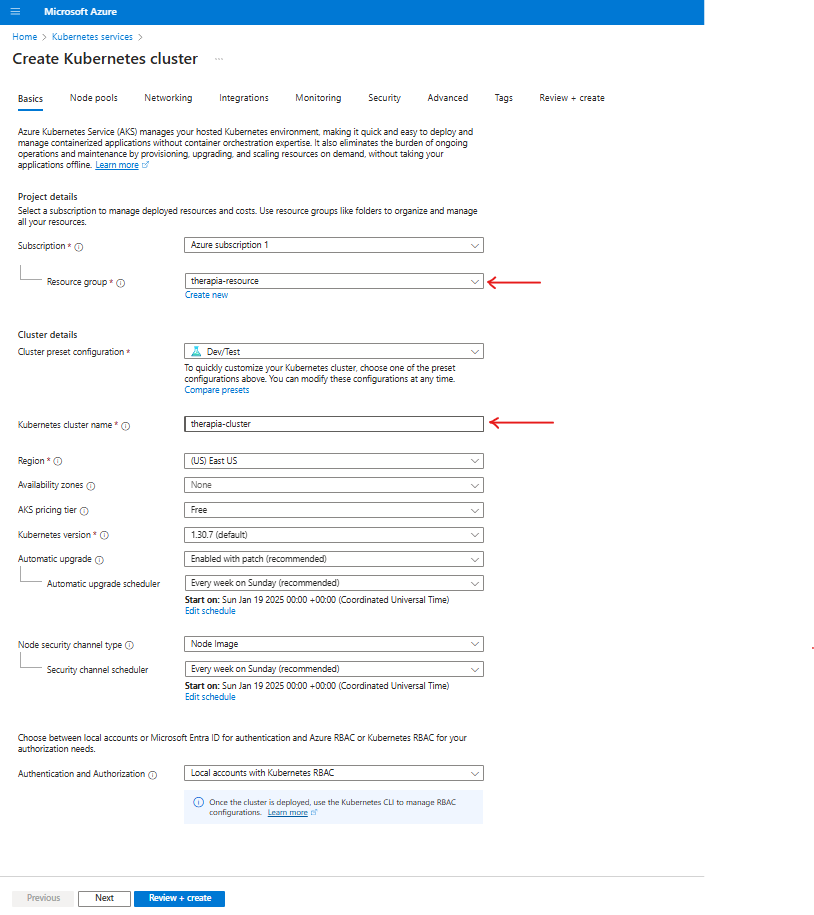 Microsoft Azure
Home > Kubernetes services >
Create Kubernetes cluster ...
Basics Node pools Networking Integrations Monitoring Security Advanced Tags Review + create
Azure Kubernetes Service (AKS) manages your hosted Kubernetes environment, making it quick and easy to deploy and
manage containerized applications without container orchestration expertise. It also eliminates the burden of ongoing
operations and maintenance by provisioning, upgrading, and scaling resources on demand, without taking your
applications offline. Learn more
Project details
Select a subscription to manage deployed resources and costs. Use resource groups like folders to organize and manage
all your resources.
Subscription * Azure subscription 1
Resource group * therapia-resource
Create new
Cluster details
Cluster preset configuration * Dev/Test
To quickly customize your Kubernetes cluster, choose one of the preset
configurations above. You can modify these configurations at any time.
Compare presets
Kubernetes cluster name * therapia-cluster
Region * (US) East US
Availability zones None
AKS pricing tier Free
Kubernetes version * 1.30.7 (default)
Automatic upgrade Enabled with patch (recommended)
Automatic upgrade scheduler Every week on Sunday (recommended)
Start on: Sun Jan 19 2025 00:00 +00:00 (Coordinated Universal Time)
Edit schedule
Node security channel type Node Image
Security channel scheduler Every week on Sunday (recommended)
Start on: Sun Jan 19 2025 00:00 +00:00 (Coordinated Universal Time)
Edit schedule
Choose between local accounts or Microsoft Entra ID for authentication and Azure RBAC or Kubernetes RBAC for your
authorization needs.
Authentication and Authorization Local accounts with Kubernetes RBAC
Once the cluster is deployed, use the Kubernetes CLI to manage RBAC
configurations. Learn more
Previous Next Review + create